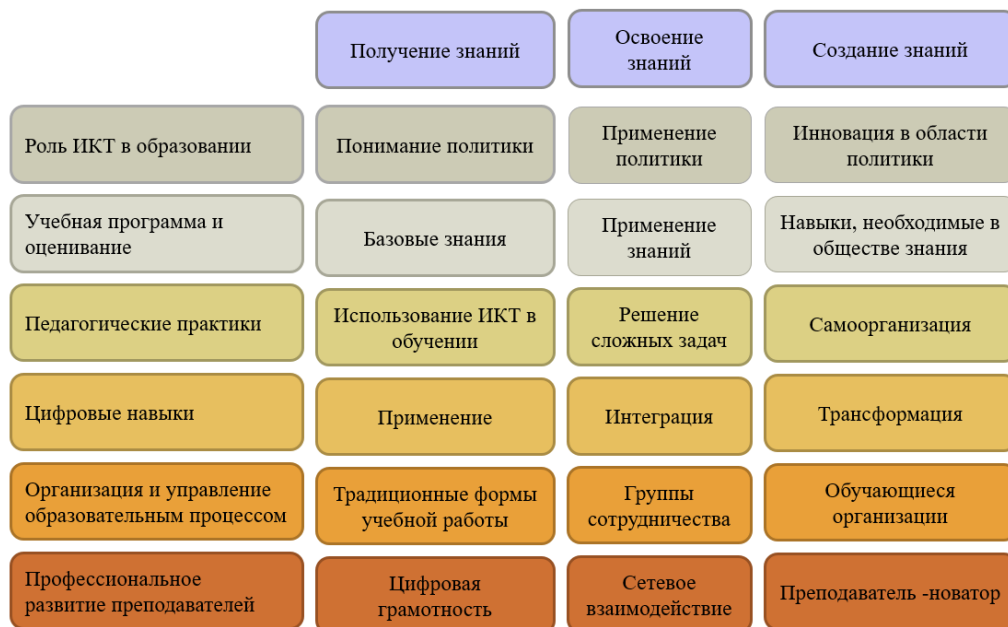 Получение знаний
Освоение
знаний
Создание знаний
Роль ИКТ в образовании
Понимание политики
Применение
политики
Инновация в области
политики
Учебная программа и
оценивание
Базовые знания
Применение
знаний
Навыки, необходимые в
обществе знания
Педагогические практики
Использование ИКТ в
обучении
Решение
сложных задач
Самоорганизация
Цифровые навыки
Применение
Интеграция
Трансформация
Организация и управление
образовательным процессом
Традиционные формы
учебной работы
Группы
сотрудничества
Обучающиеся
организации
Профессиональное
развитие преподавателей
Цифровая
грамотность
Сетевое
взаимодействие
Преподаватель -новатор